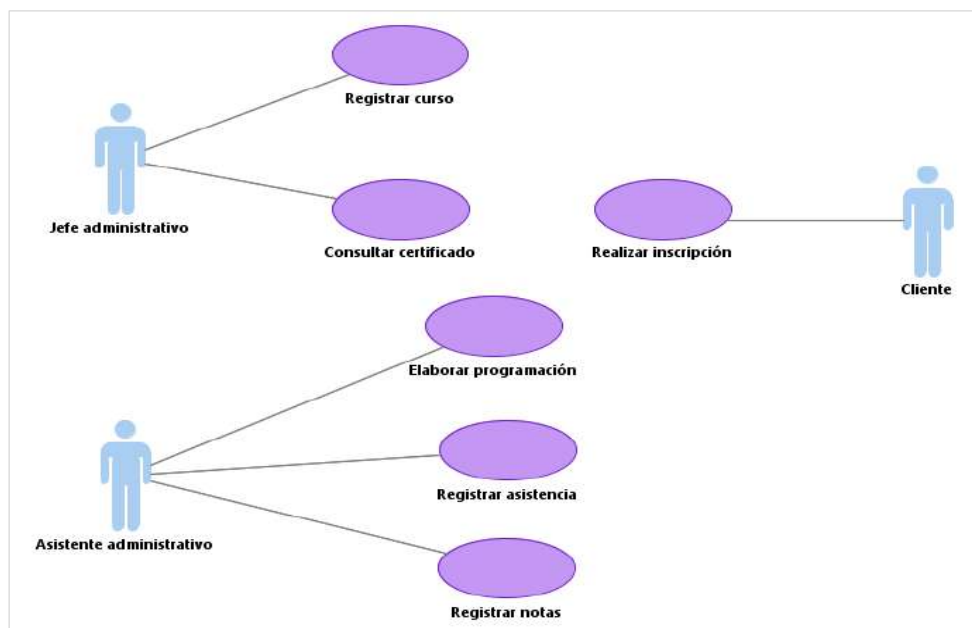 Registrar curso
Jefe administrativo
Consultar certificado
Realizar inscripción
Cliente
Elaborar programación
Registrar asistencia
Asistente administrativo
Registrar notas